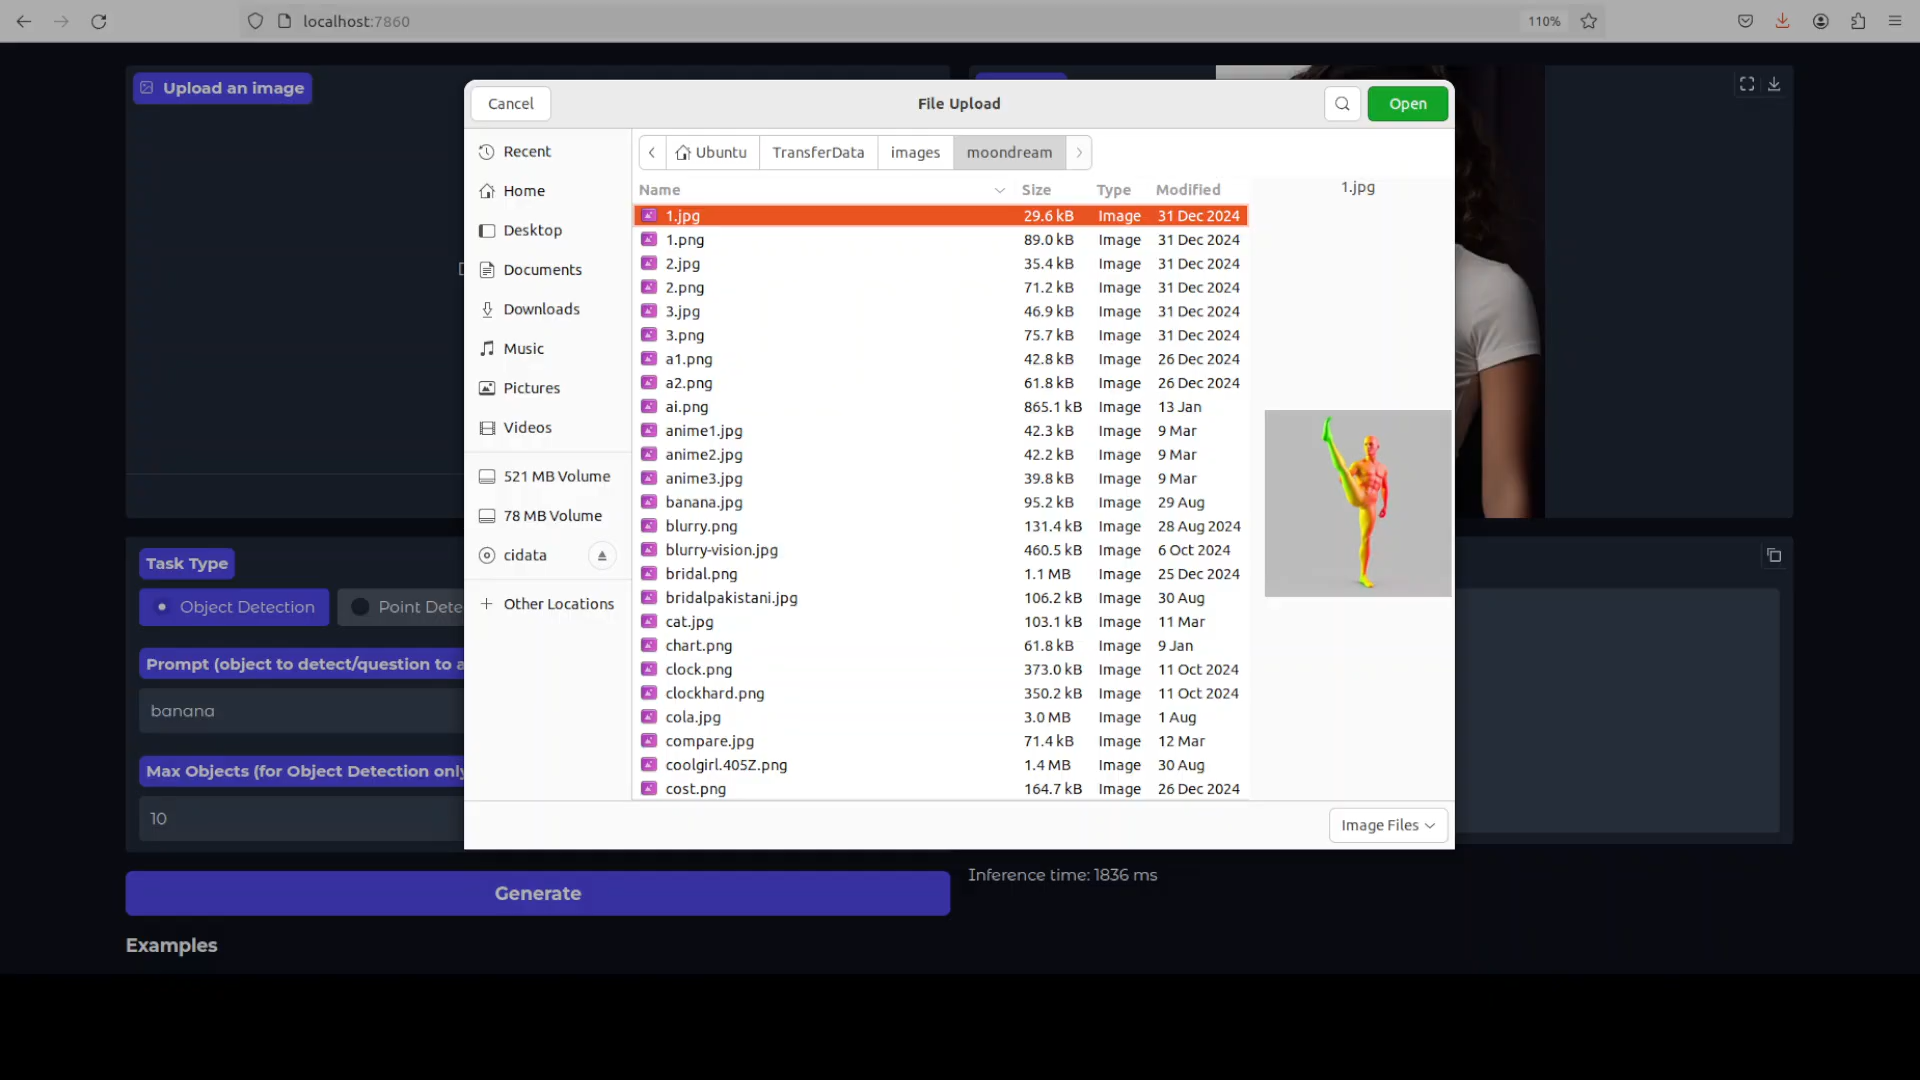 localhost:7860
110%
Upload an image
Cancel
File Upload
Open
Recent
Home
Desktop
Documents
Downloads
Music
Pictures
Videos
521 MB Volume
78 MB Volume
cidata
Other Locations
Ubuntu TransferData images moondream
Name Size Type Modified
1.jpg 29.6 kB Image 31 Dec 2024
1.png 89.0 kB Image 31 Dec 2024
2.jpg 35.4 kB Image 31 Dec 2024
2.png 71.2 kB Image 31 Dec 2024
3.jpg 46.9 kB Image 31 Dec 2024
3.png 75.7 kB Image 31 Dec 2024
a1.png 42.8 kB Image 26 Dec 2024
a2.png 61.8 kB Image 26 Dec 2024
ai.png 865.1 kB Image 13 Jan
anime1.jpg 42.3 kB Image 9 Mar
anime2.jpg 42.2 kB Image 9 Mar
anime3.jpg 39.8 kB Image 9 Mar
banana.jpg 95.2 kB Image 29 Aug
blurry.png 131.4 kB Image 28 Aug 2024
blurry-vision.jpg 460.5 kB Image 6 Oct 2024
bridal.png 1.1 MB Image 25 Dec 2024
bridalpakistani.jpg 106.2 kB Image 30 Aug
cat.jpg 103.1 kB Image 11 Mar
chart.png 61.8 kB Image 9 Jan
clock.png 373.0 kB Image 11 Oct 2024
clockhard.png 350.2 kB Image 11 Oct 2024
cola.jpg 3.0 MB Image 1 Aug
compare.jpg 71.4 kB Image 12 Mar
coolgirl.405Z.png 1.4 MB Image 30 Aug
cost.png 164.7 kB Image 26 Dec 2024
1.jpg
Image Files
Task Type
Object Detection
Point Dete
Prompt (object to detect/question to a
banana
Max Objects (for Object Detection only
10
Generate
Inference time: 1836 ms
Examples